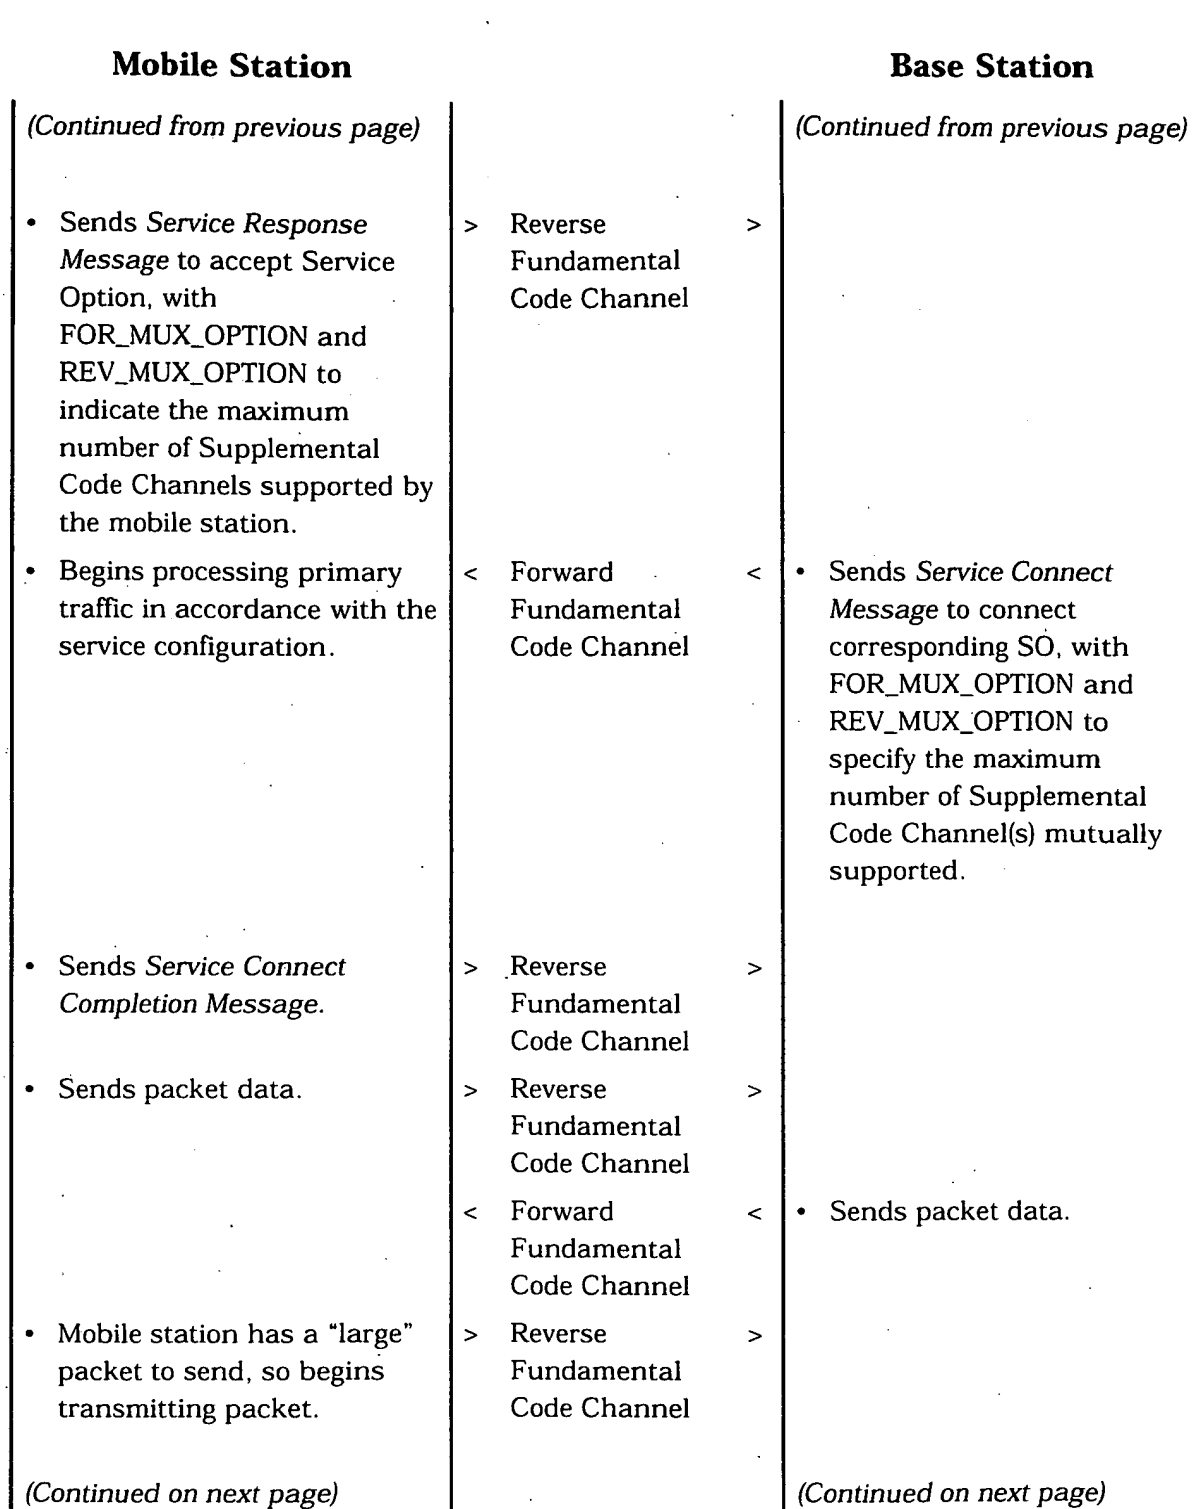 Mobile Station
Base Station
(Continued from previous page)
(Continued from previous page)
• Sends Service Response
Message to accept Service
Option, with
FOR_MUX_OPTION and
REV_MUX_OPTION to
indicate the maximum
number of Supplemental
Code Channels supported by
the mobile station.
> Reverse >
Fundamental
Code Channel
• Begins processing primary
traffic in accordance with the
service configuration.
< Forward <
Fundamental
Code Channel
• Sends Service Connect
Message to connect
corresponding SO, with
FOR_MUX_OPTION and
REV_MUX_OPTION to
specify the maximum
number of Supplemental
Code Channel(s) mutually
supported.
• Sends Service Connect
Completion Message.
> Reverse >
Fundamental
Code Channel
• Sends packet data.
> Reverse >
Fundamental
Code Channel
< Forward <
Fundamental
Code Channel
• Sends packet data.
• Mobile station has a "large"
packet to send, so begins
transmitting packet.
> Reverse >
Fundamental
Code Channel
(Continued on next page)
(Continued on next page)